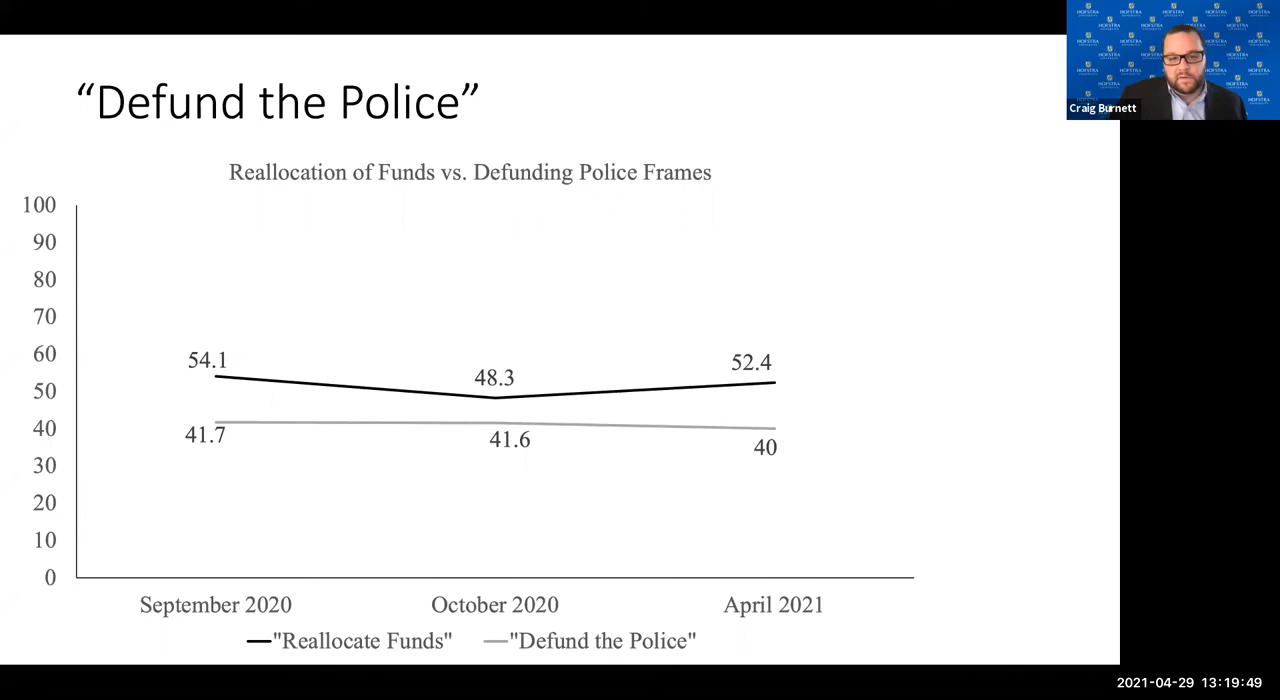 “Defund the Police”
Reallocation of Funds vs. Defunding Police Frames
100
90
80
70
60
50
40
30
20
10
0
54.1
48.3
52.4
41.7
41.6
40
September 2020
October 2020
April 2021
"Reallocate Funds"
"Defund the Police"
HOFSTRA
UNIVERSITY
Craig Burnett
2021-04-29 13:19:49